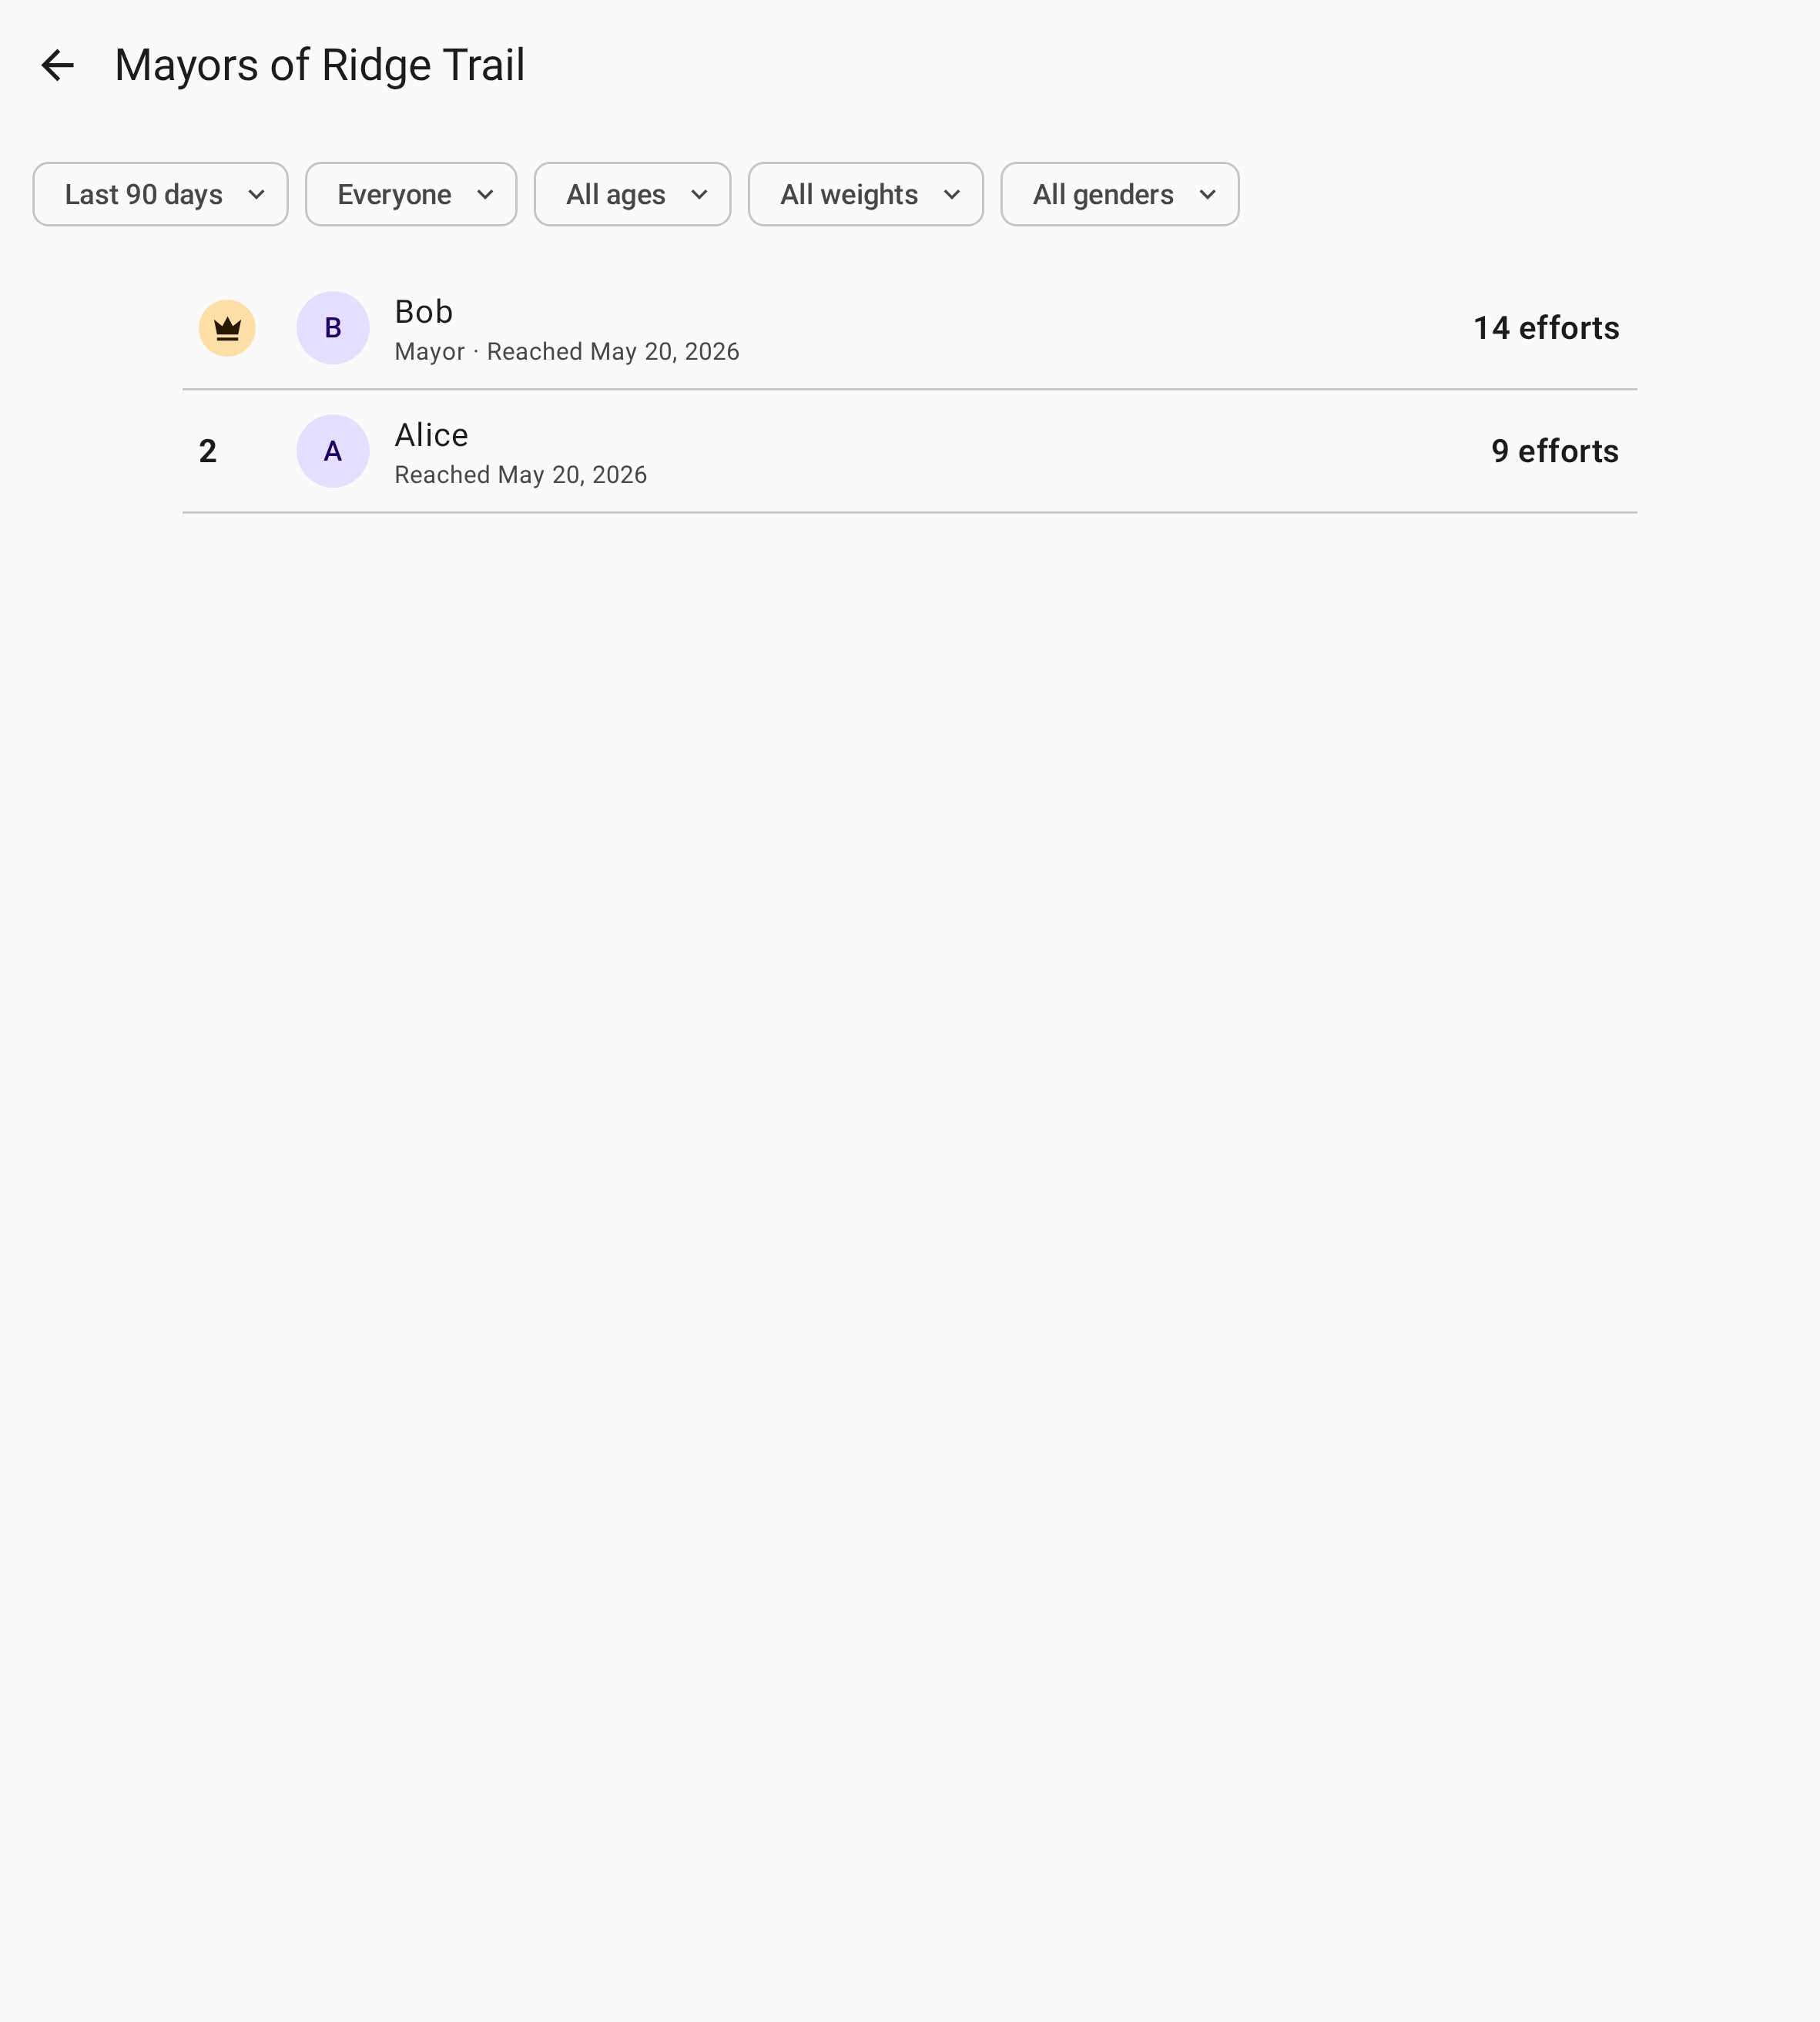 Mayors of Ridge Trail
Last 90 days Everyone All ages All weights All genders
B Bob 14 efforts
Mayor · Reached May 20, 2026
2 A Alice 9 efforts
Reached May 20, 2026